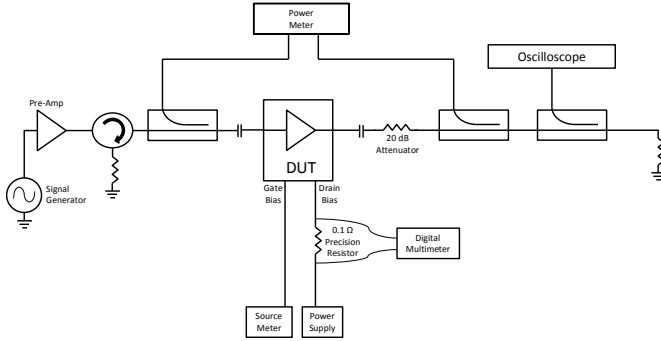 Power
Meter
Oscilloscope
Pre-Amp
20 dB
Attenuator
DUT
Gate
Bias
Drain
Bias
Signal
Generator
0.1 Ω
Precision
Resistor
Digital
Multimeter
Source
Meter
Power
Supply